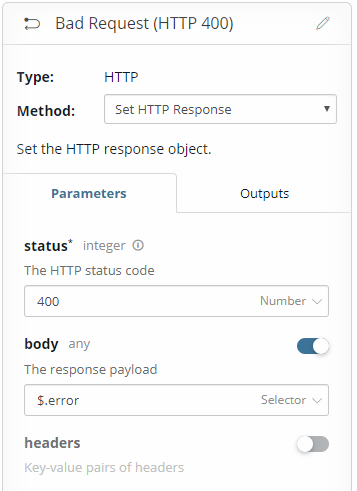 Bad Request (HTTP 400)
Type: HTTP
Method: Set HTTP Response
Set the HTTP response object.
Parameters Outputs
status* integer
The HTTP status code
400 Number
body any
The response payload
$.error Selector
headers
Key-value pairs of headers